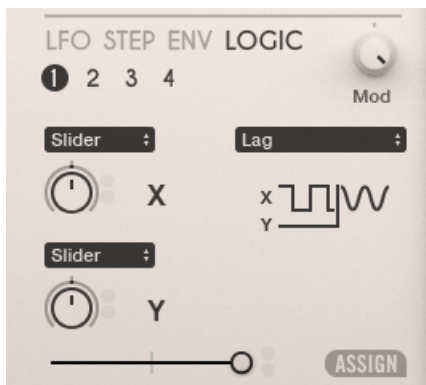 LFO STEP ENV LOGIC
1 2 3 4
Mod
Slider
Lag
X
X
Y
Slider
Y
ASSIGN